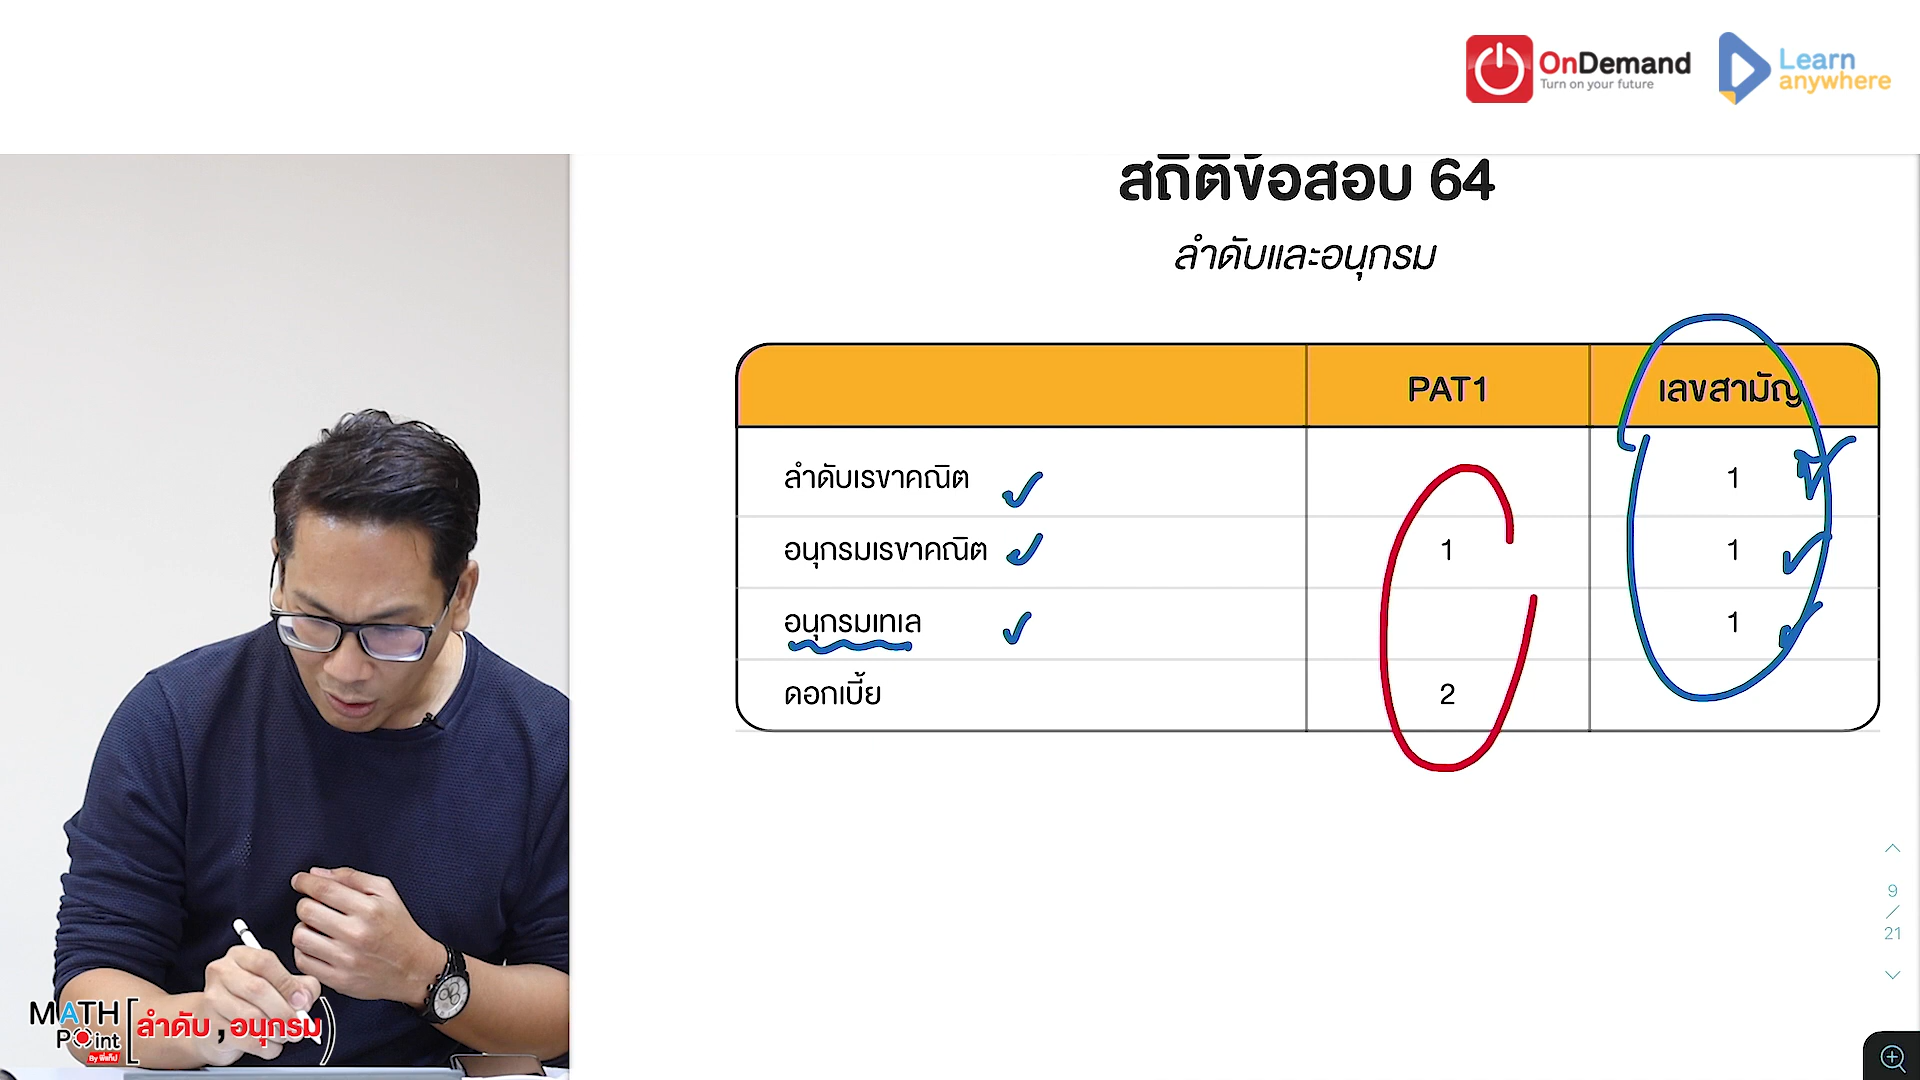 OnDemand
Turn on your future
Learn
anywhere
สถิติข้อสอบ 64
ลำดับและอนุกรม
PAT1 เลขสามัญ
ลำดับเรขาคณิต 1
อนุกรมเรขาคณิต 1 1
อนุกรมเทเล 1
ดอกเบี้ย 2
9
/
21
MATH
Point
By พี่แท๊ป
[ลำดับ , อนุกรม)